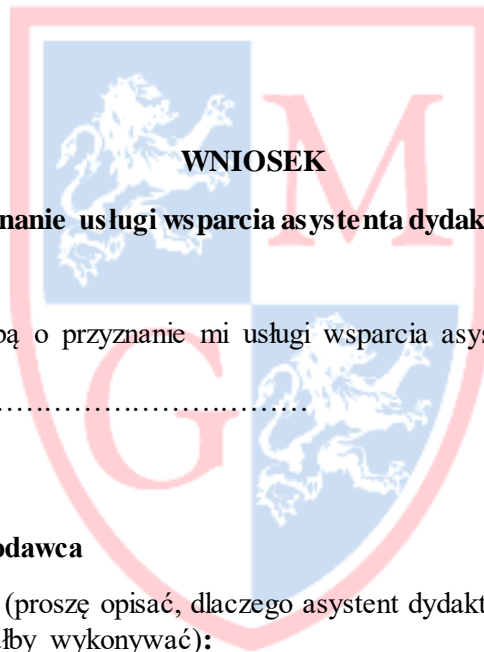 WNIOSEK
nanie usługi wsparcia asystenta dydak
bą o przyznanie mi usługi wsparcia asys
………………………………
odawca
(proszę opisać, dlaczego asystent dydakt
ałby wykonywać):
M
G